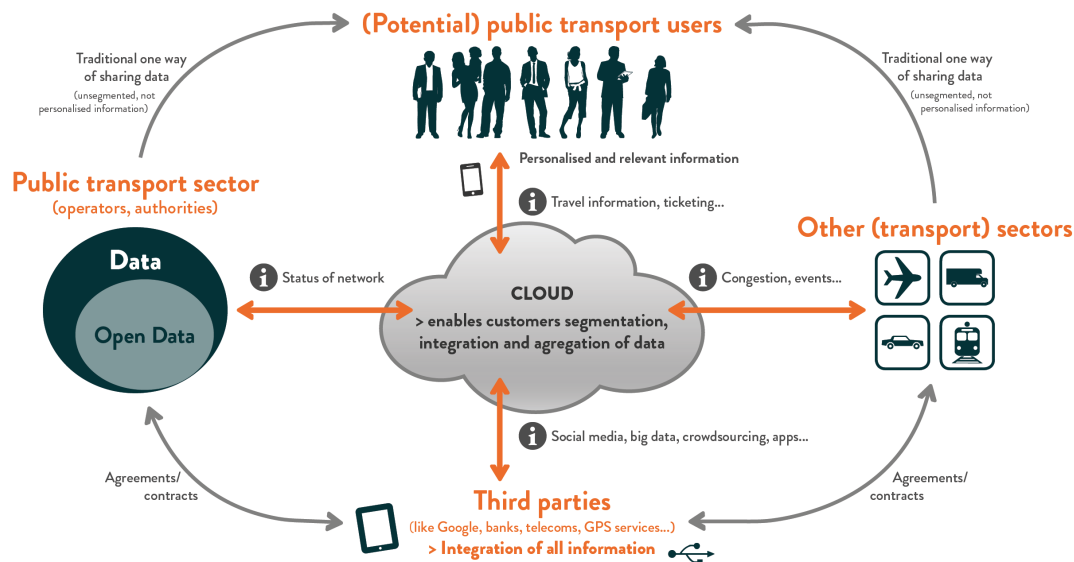 (Potential) public transport users
Traditional one way
of sharing data
(unsegmented, not
personalised information)
Traditional one way
of sharing data
(unsegmented, not
personalised information)
Personalised and relevant information
Public transport sector
(operators, authorities)
i Travel information, ticketing...
Other (transport) sectors
Data
Open Data
i Status of network
i Congestion, events...
CLOUD
> enables customers segmentation,
integration and agregation of data
i Social media, big data, crowdsourcing, apps...
Agreements/
contracts
Agreements/
contracts
Third parties
(like Google, banks, telecoms, GPS services...)
> Integration of all information